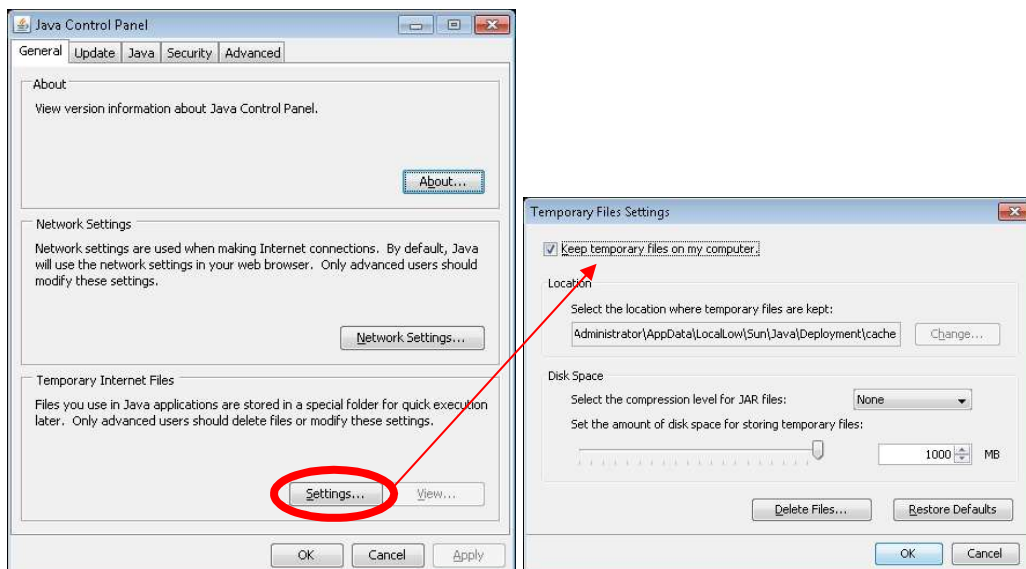 Java Control Panel
General Update Java Security Advanced
About
View version information about Java Control Panel.
About...
Network Settings
Network settings are used when making Internet connections. By default, Java
will use the network settings in your web browser. Only advanced users should
modify these settings.
Network Settings...
Temporary Internet Files
Files you use in Java applications are stored in a special folder for quick execution
later. Only advanced users should delete files or modify these settings.
Settings... View...
OK Cancel Apply
Temporary Files Settings
Keep temporary files on my computer.
Location
Select the location where temporary files are kept:
Administrator\AppData\LocalLow\Sun\Java\Deployment\cache Change...
Disk Space
Select the compression level for JAR files: None
Set the amount of disk space for storing temporary files:
1000 MB
Delete Files... Restore Defaults
OK Cancel